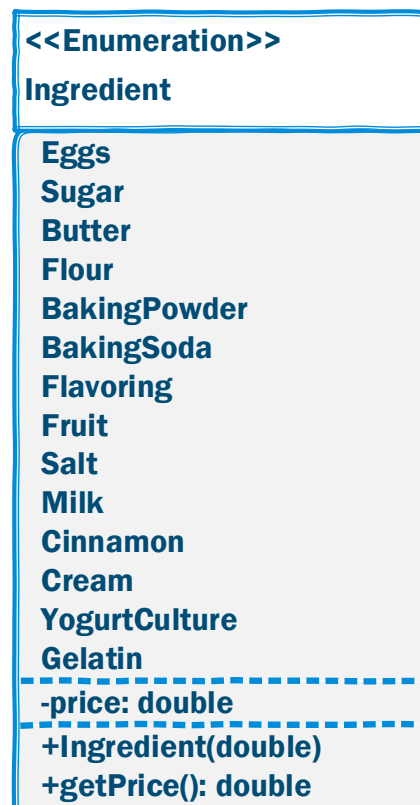 <<Enumeration>>
Ingredient
Eggs
Sugar
Butter
Flour
BakingPowder
BakingSoda
Flavoring
Fruit
Salt
Milk
Cinnamon
Cream
YogurtCulture
Gelatin
-price: double
+Ingredient(double)
+getPrice(): double